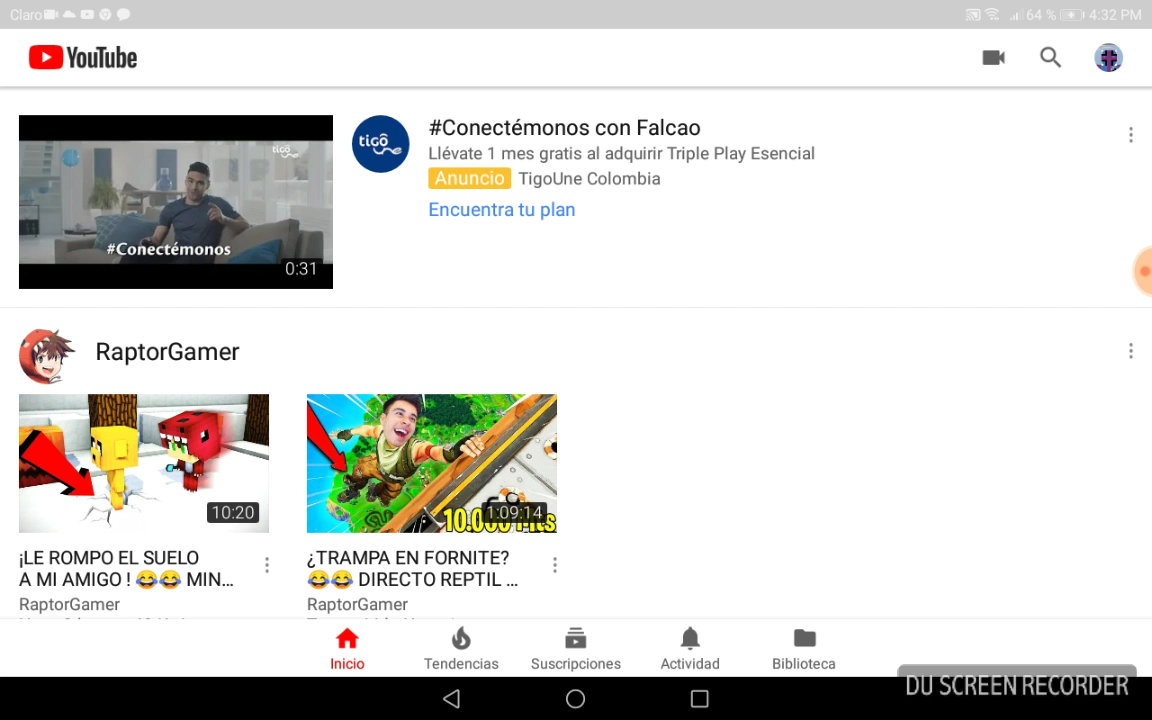 Claro 64 % 4:32 PM
YouTube
tigo
#Conectémonos
0:31
tigô
#Conectémonos con Falcao
Llévate 1 mes gratis al adquirir Triple Play Esencial
Anuncio TigoUne Colombia
Encuentra tu plan
RaptorGamer
10:20
10.000 Mts
1:09:14
¡LE ROMPO EL SUELO
A MI AMIGO ! 😂😂 MIN...
RaptorGamer
¿TRAMPA EN FORNITE?
😂😂 DIRECTO REPTIL ...
RaptorGamer
Inicio
Tendencias
Suscripciones
Actividad
Biblioteca
DU SCREEN RECORDER